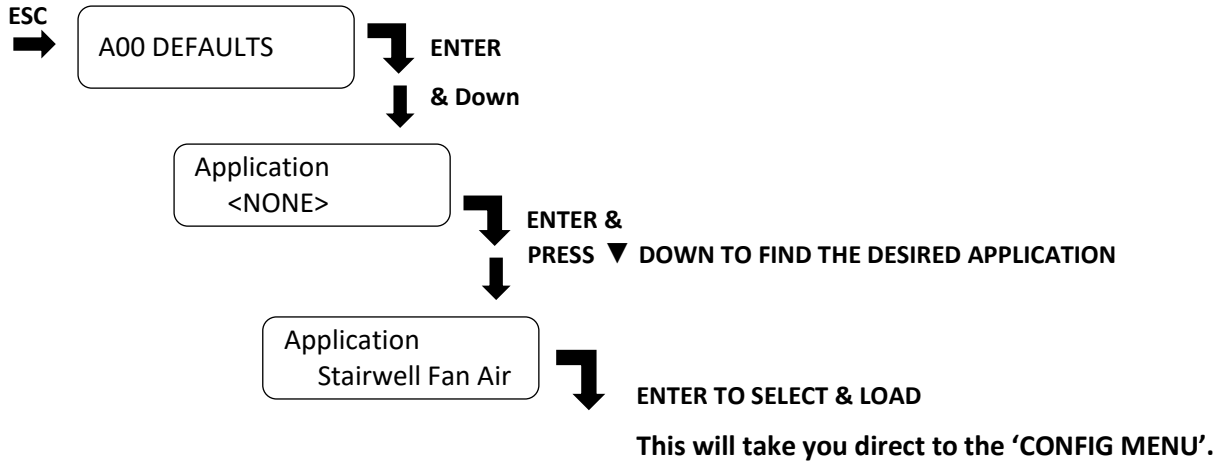 ESC
A00 DEFAULTS
ENTER
& Down
Application
<NONE>
ENTER &
PRESS ▼ DOWN TO FIND THE DESIRED APPLICATION
Application
Stairwell Fan Air
ENTER TO SELECT & LOAD
This will take you direct to the ‘CONFIG MENU’.